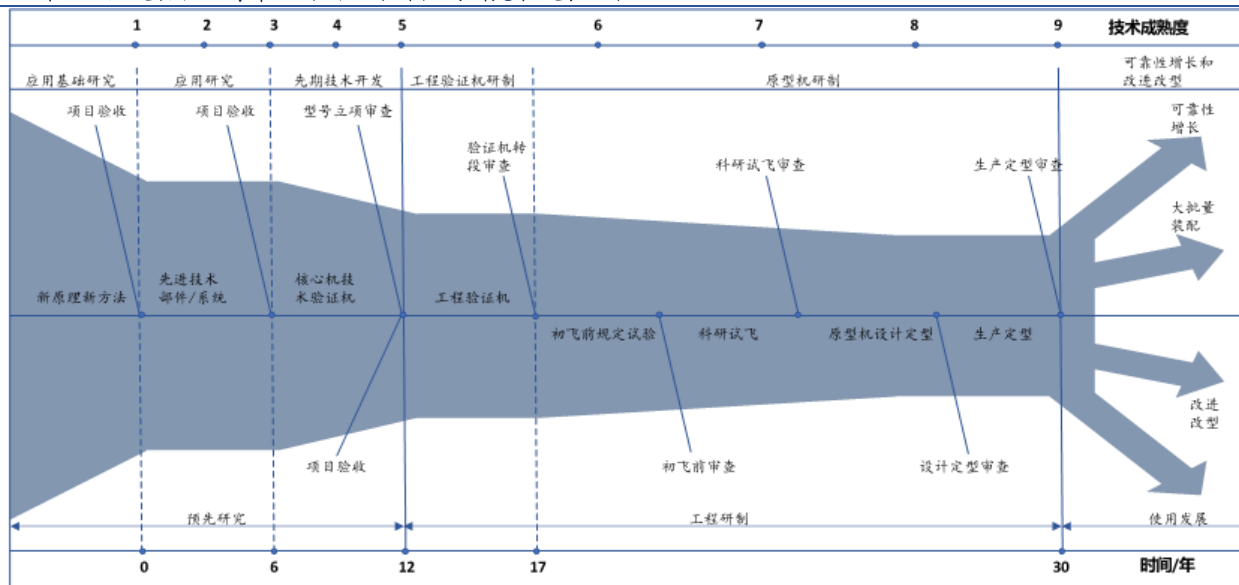 1 2 3 4 5 6 7 8 9 技术成熟度
应用基础研究 应用研究 先期技术开发 工程验证机研制 原型机研制 可靠性增长和
改进改型
项目验收 项目验收 型号立项审查 可靠性
增长
验证机转
段审查
科研试飞审查 生产定型审查
大批量
装配
新原理新方法
先进技术
部件/系统
核心机技
术验证机
工程验证机
初飞前规定试验 科研试飞 原型机设计定型 生产定型
改进
改型
项目验收 初飞前审查 设计定型审查
预先研究 工程研制 使用发展
0 6 12 17 30 时间/年